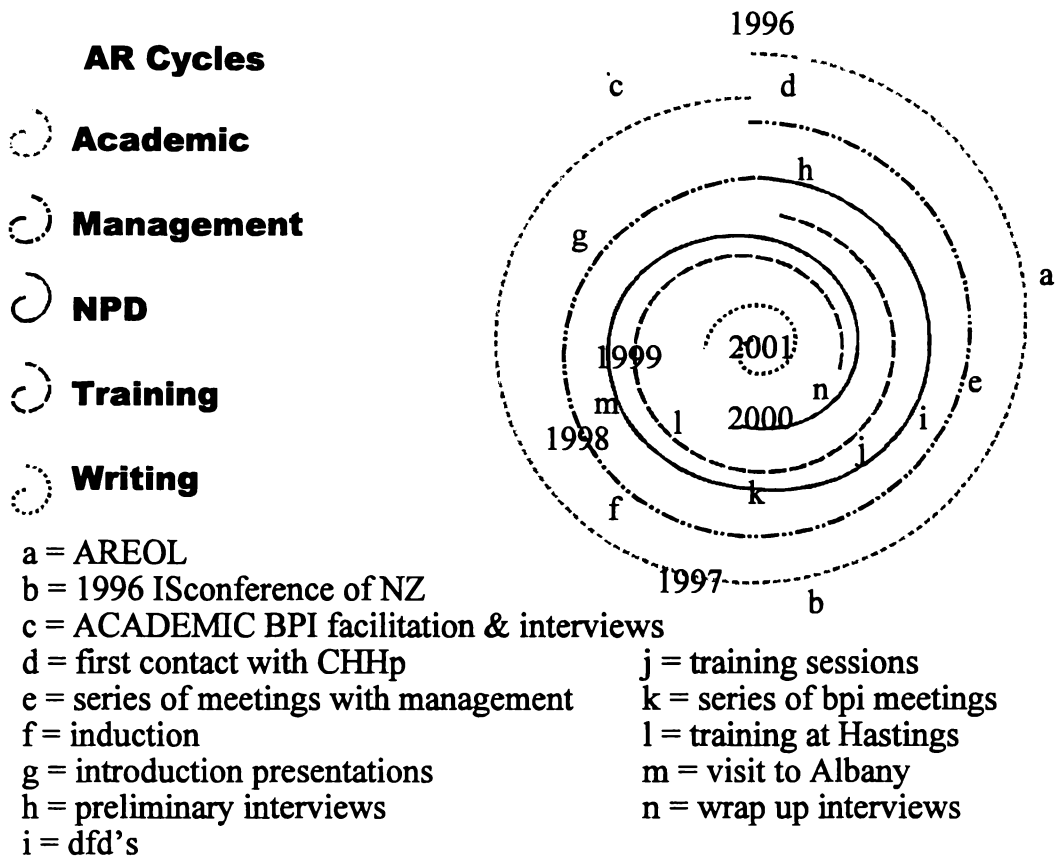 AR Cycles
Academic
Management
NPD
Training
Writing
1996
c
d
h
g
a
1999
2001
e
m
n
l
2000
i
1998
j
k
f
1997
b
a = AREOL
b = 1996 ISconference of NZ
c = ACADEMIC BPI facilitation & interviews
d = first contact with CHHp
e = series of meetings with management
f = induction
g = introduction presentations
h = preliminary interviews
i = dfd's
j = training sessions
k = series of bpi meetings
l = training at Hastings
m = visit to Albany
n = wrap up interviews